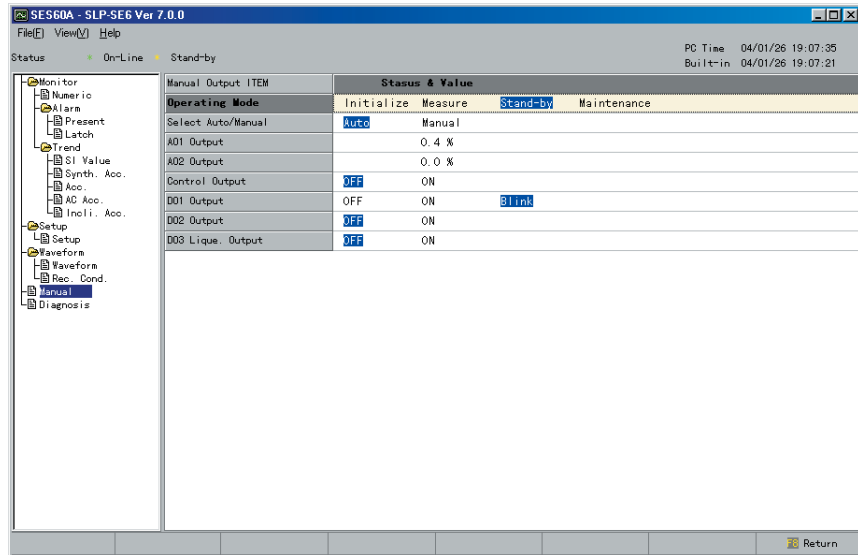 SES60A - SLP-SE6 Ver 7.0.0
File(F) View(V) Help
Status On-Line Stand-by
PC Time 04/01/26 19:07:35
Built-in 04/01/26 19:07:21
Monitor
Numeric
Alarm
Present
Latch
Trend
SI Value
Synth. Acc.
Acc.
AC Acc.
Incli. Acc.
Setup
Setup
Waveform
Waveform
Rec. Cond.
Manual
Diagnosis
Manual Output ITEM Stasus & Value
Operating Mode Initialize Measure Stand-by Maintenance
Select Auto/Manual Auto Manual
AO1 Output 0.4 %
AO2 Output 0.0 %
Control Output OFF ON
DO1 Output OFF ON Blink
DO2 Output OFF ON
DO3 Lique. Output OFF ON
F8 Return